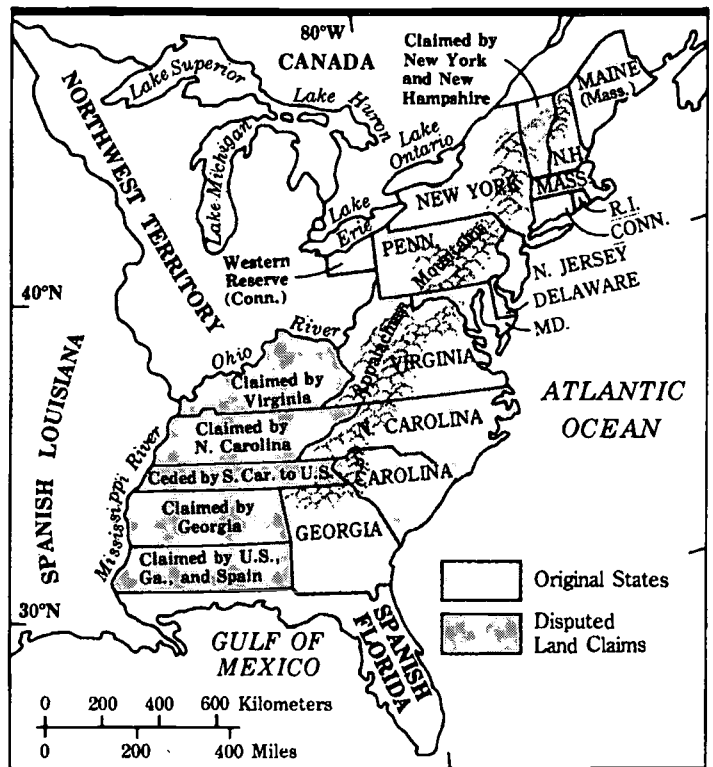 80°W
CANADA
Claimed by
New York
and New
Hampshire
MAINE
(Mass.)
Lake Superior
Lake Huron
Lake Michigan
Lake
Ontario
NORTHWEST TERRITORY
N.H.
MASS.
NEW YORK
R.I.
CONN.
Lake
Erie
PENN.
Western
Reserve
(Conn.)
N. JERSEY
DELAWARE
MD.
40°N
Appalachian Mountains
Ohio River
VIRGINIA
Claimed by
Virginia
ATLANTIC
OCEAN
SPANISH LOUISIANA
Mississippi River
Claimed by
N. Carolina
N. CAROLINA
Ceded by S. Car. to U.S.
CAROLINA
Claimed by
Georgia
GEORGIA
Claimed by U.S.,
Ga., and Spain
Original States
Disputed
Land Claims
30°N
GULF OF
MEXICO
SPANISH
FLORIDA
0 200 400 600 Kilometers
0 200 400 Miles